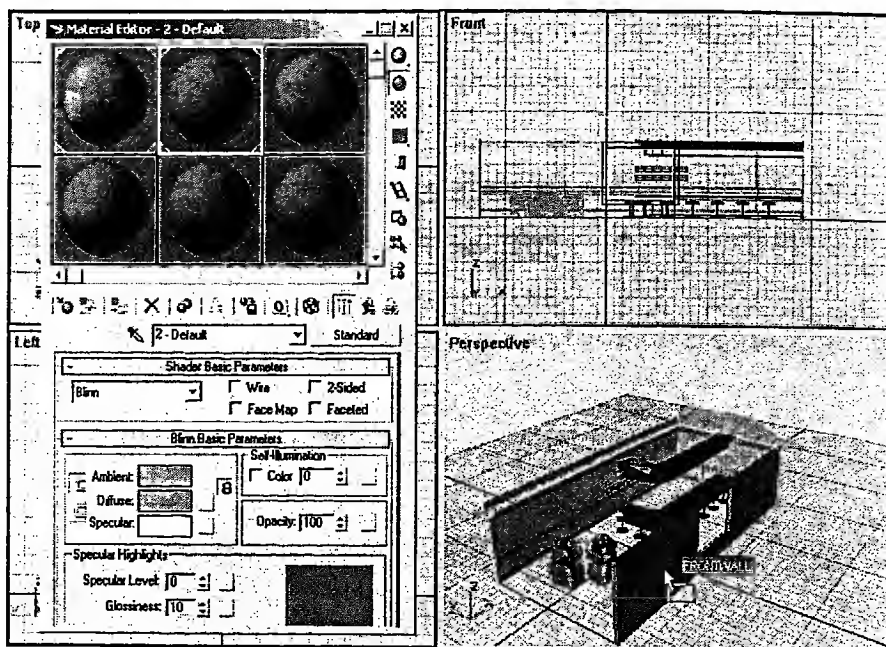 Top
Material Editor - 2 - Default
Front
2 - Default
Standard
Left
Perspective
Shader Basic Parameters
Blinn
Wire
2-Sided
Face Map
Faceted
Blinn Basic Parameters
Self-Illumination
Ambient:
Color
0
Diffuse:
Specular:
Opacity:
100
Specular Highlights
Specular Level:
0
Glossiness:
10
FRONTWALL
Z
Z